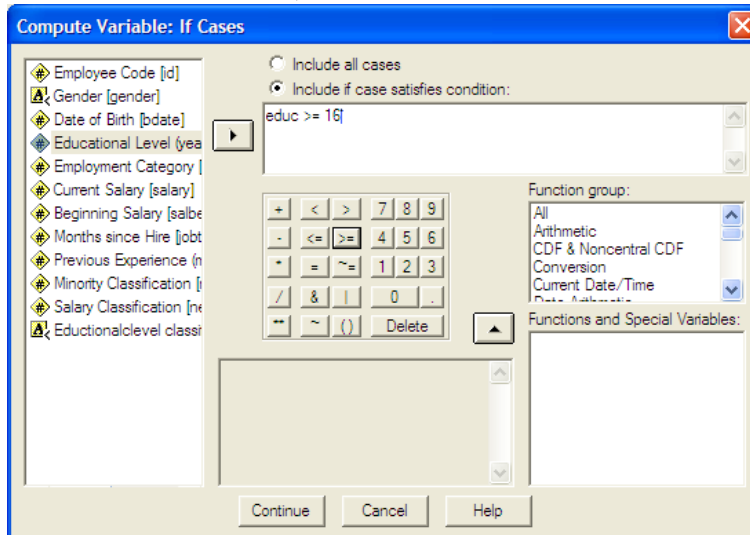 Compute Variable: If Cases
Employee Code [id]
Gender [gender]
Date of Birth [bdate]
Educational Level (yea
Employment Category [
Current Salary [salary]
Beginning Salary [salbe
Months since Hire [jobt
Previous Experience (m
Minority Classification [
Salary Classification [ne
Eductionalclevel classif
Include all cases
Include if case satisfies condition:
educ >= 16
+ < > 7 8 9
- <= >= 4 5 6
* = ~= 1 2 3
/ & | 0 .
** ~ () Delete
Function group:
All
Arithmetic
CDF & Noncentral CDF
Conversion
Current Date/Time
Date Arithmetic
Functions and Special Variables:
Continue Cancel Help